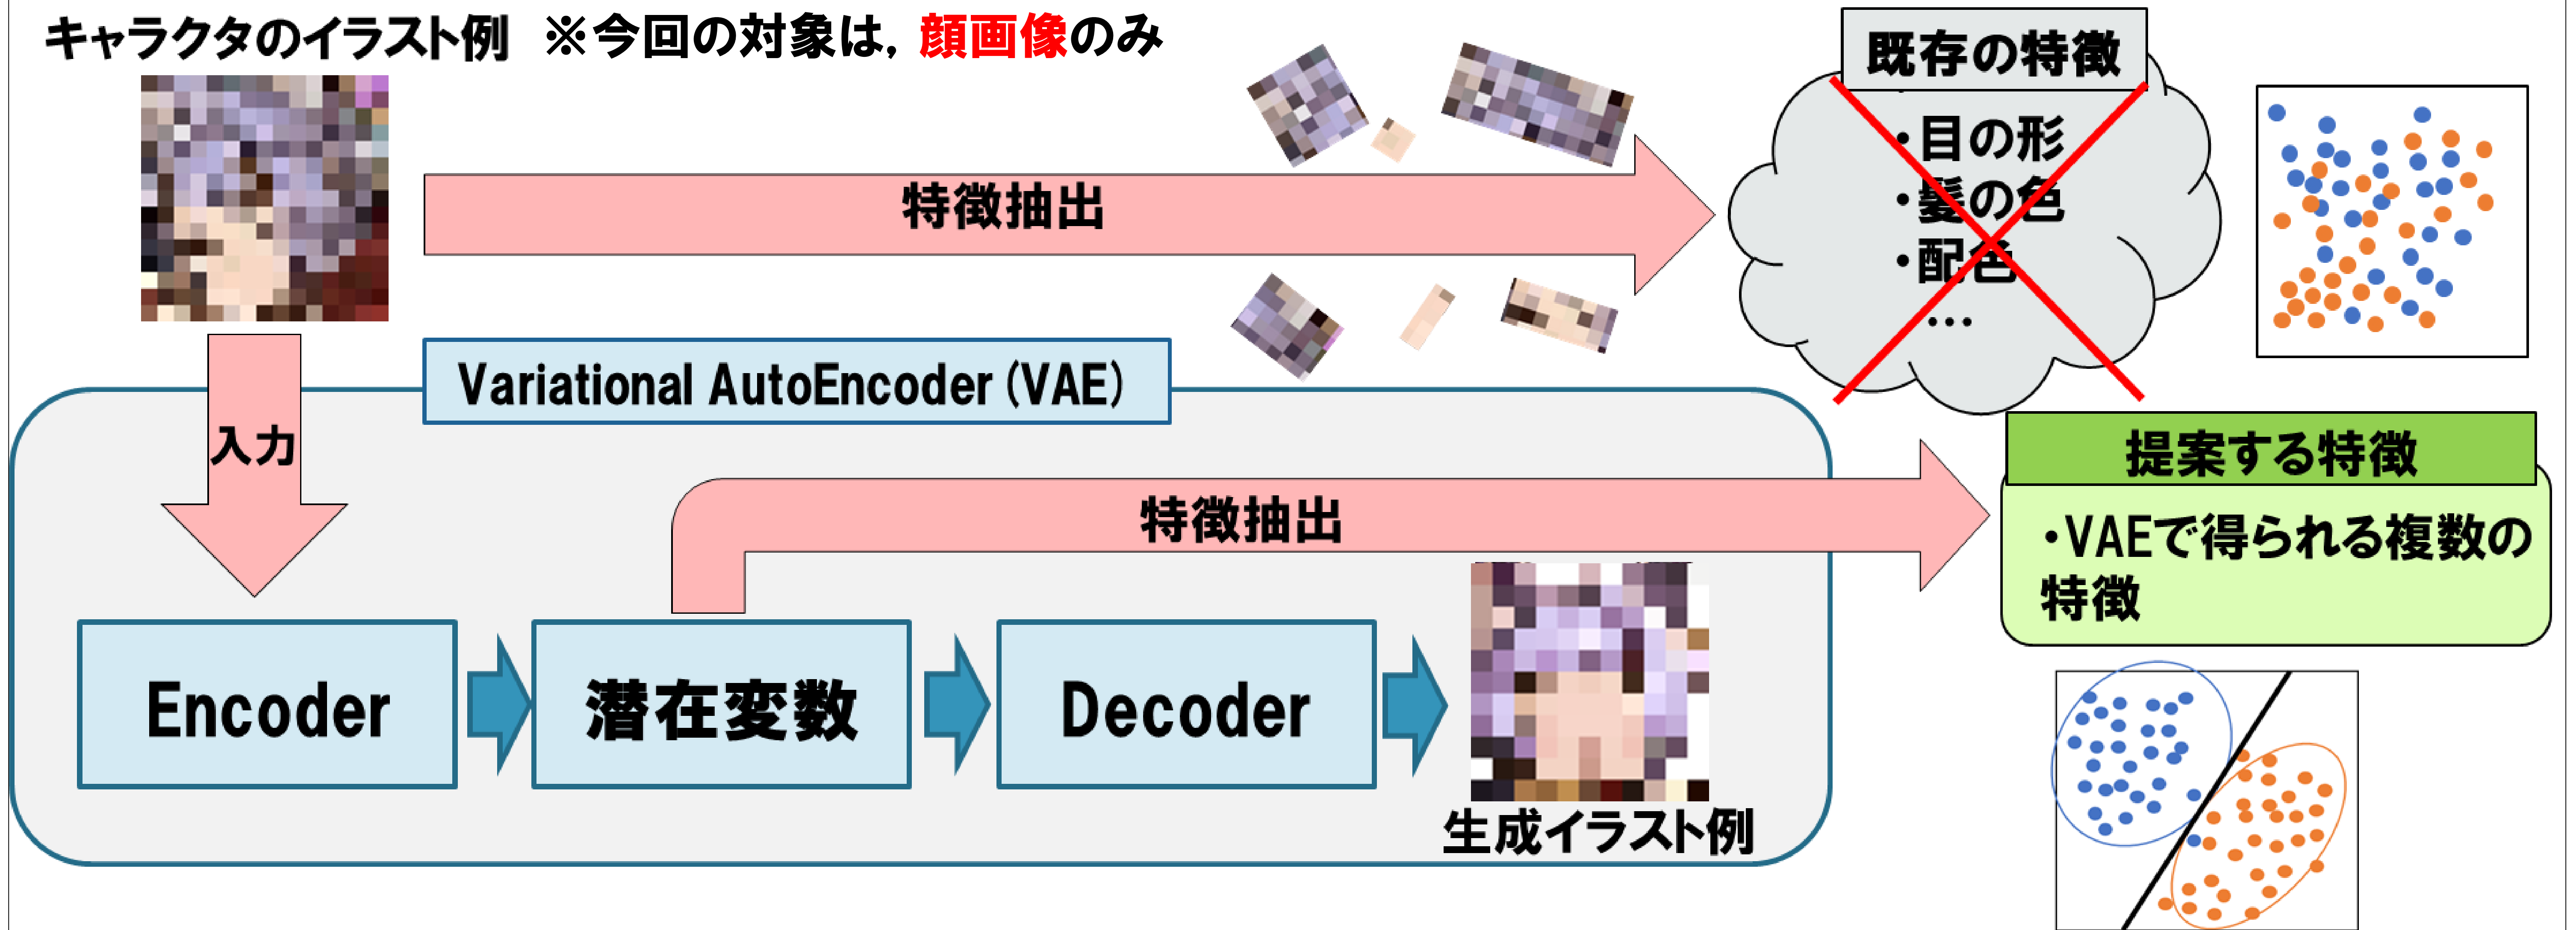 キャラクタのイラスト例 ※今回の対象は，顔画像のみ
既存の特徴
・目の形
・髪の色
・配色
…
特徴抽出
Variational AutoEncoder (VAE)
入力
特徴抽出
提案する特徴
・VAEで得られる複数の
特徴
Encoder
潜在変数
Decoder
生成イラスト例